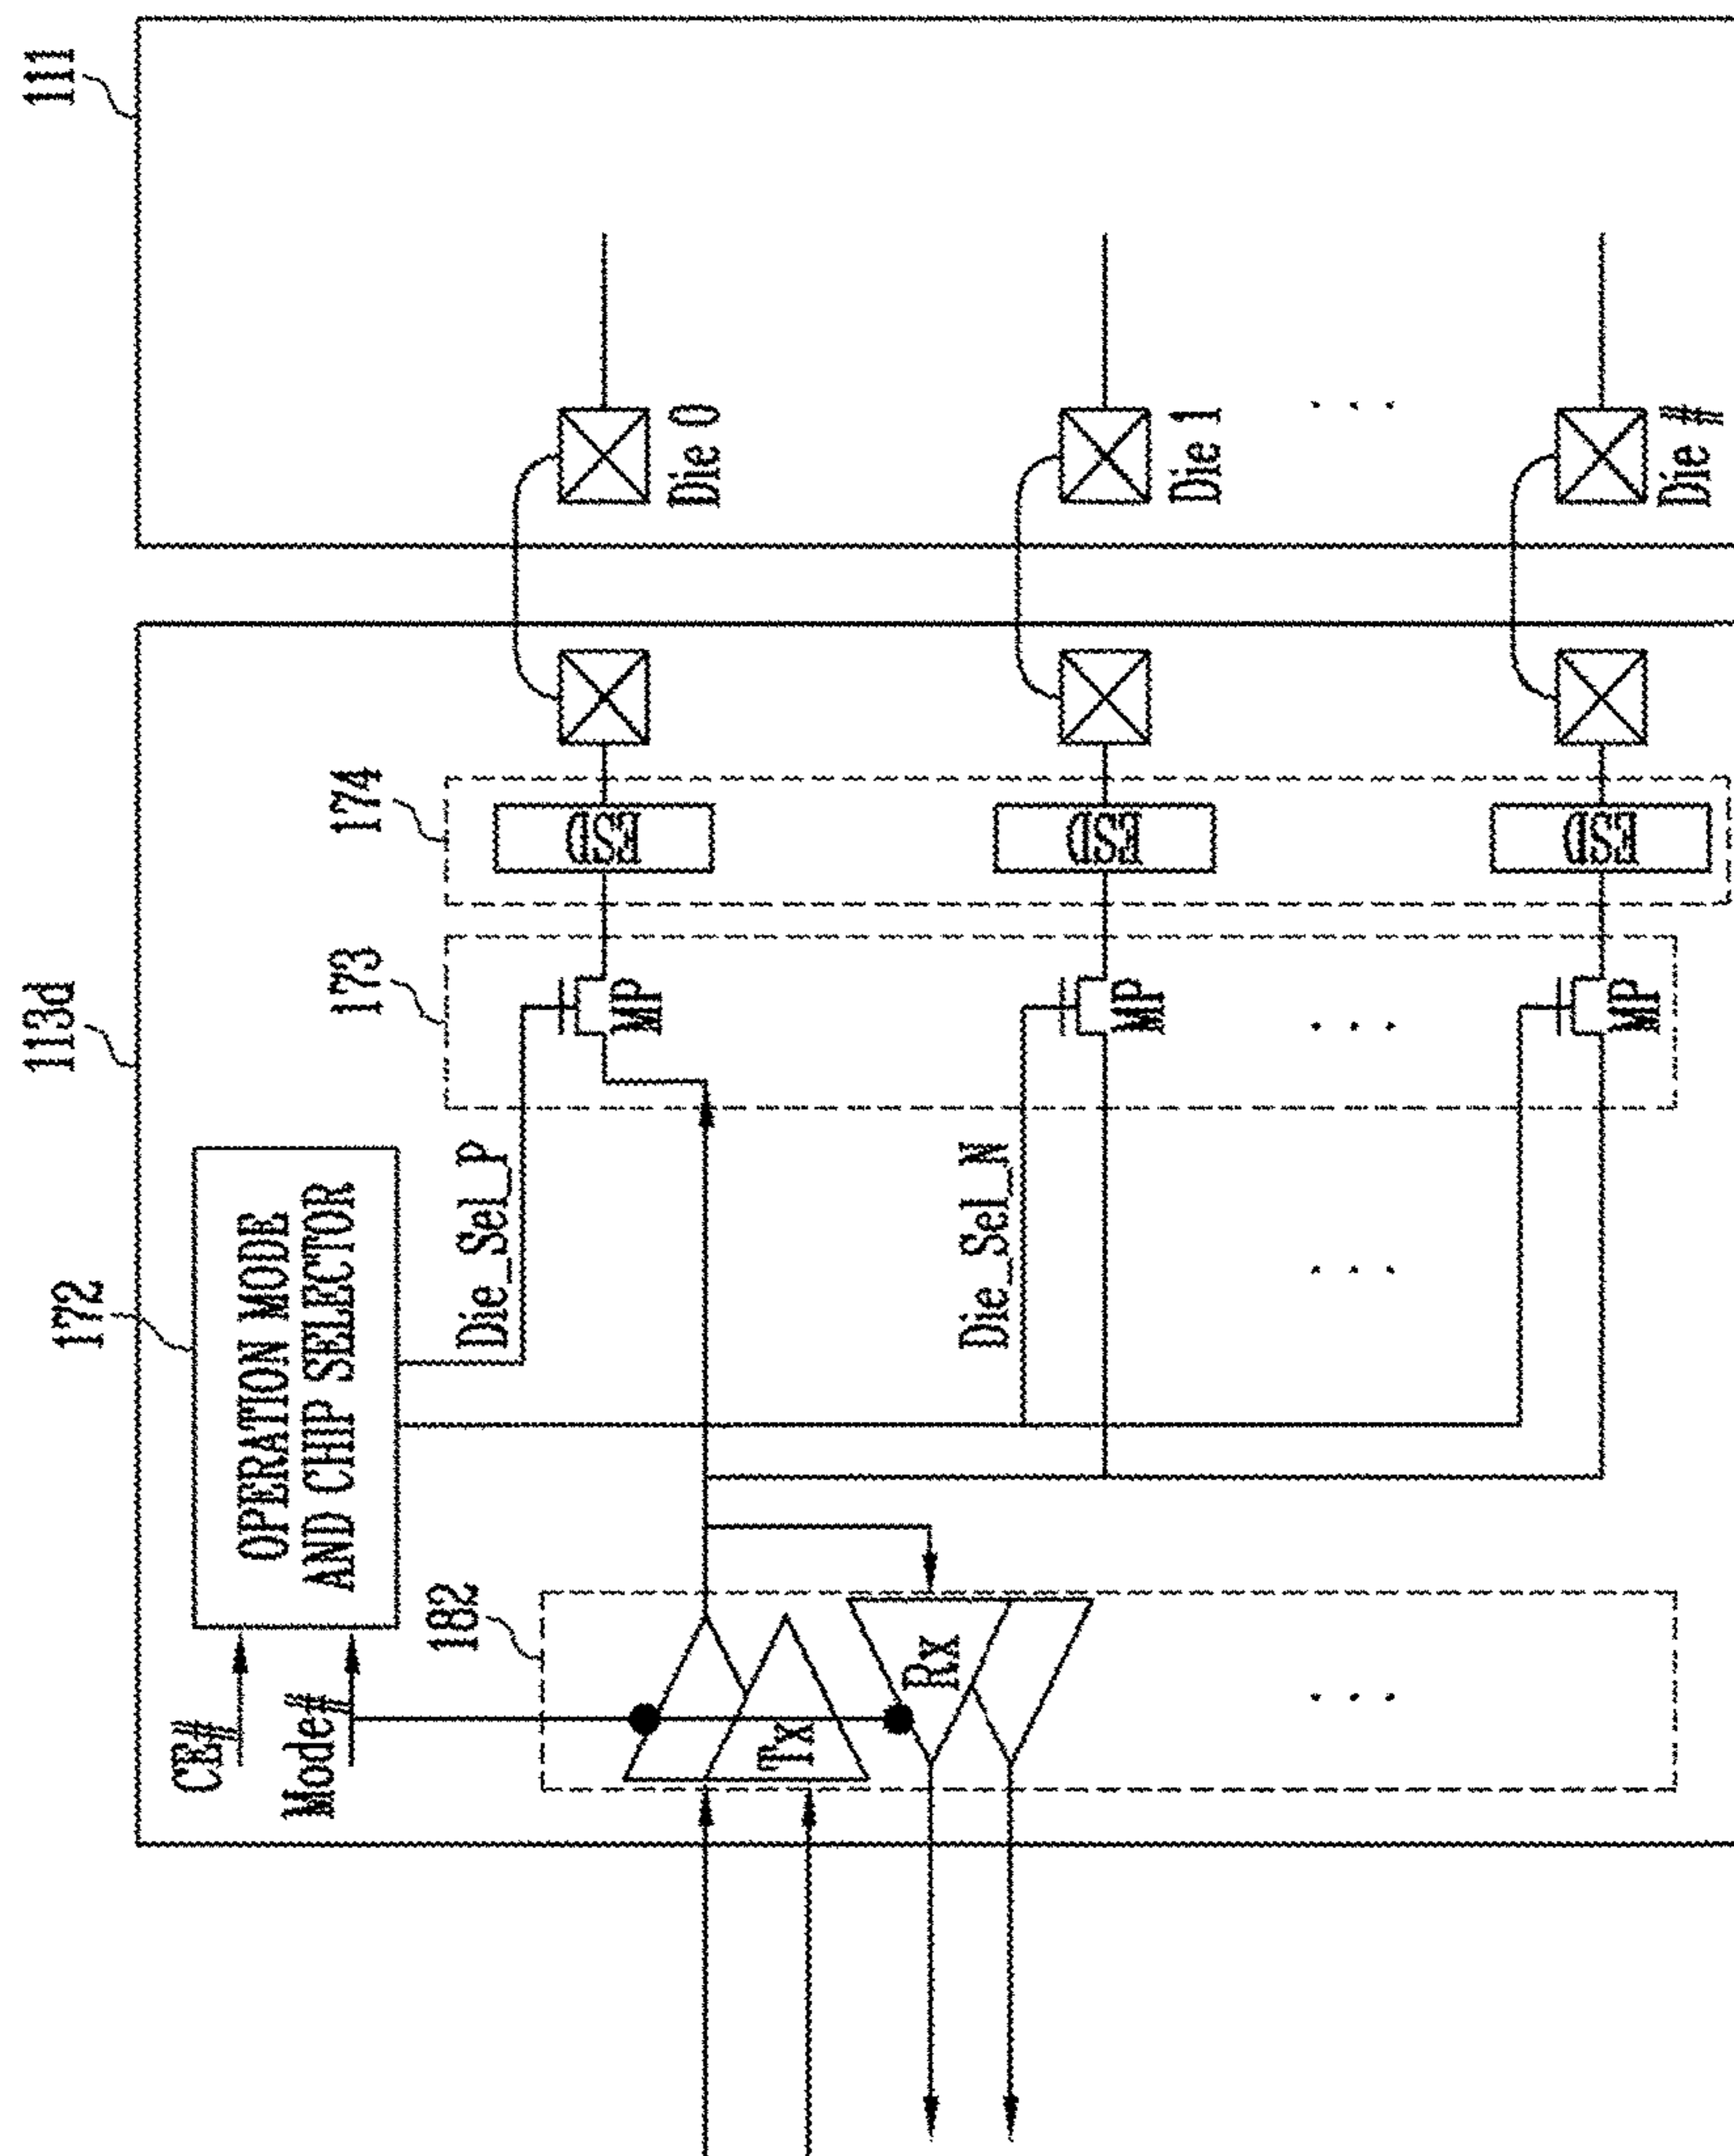 113d
111
172
OPERATION MODE
AND CHIP SELECTOR
173
174
CE#
Mode#
182
Die_Sel_P
MP
ESD
Die 0
Tx
Rx
Die_Sel_N
MP
ESD
Die 1
. . .
. . .
. . .
. . .
MP
ESD
Die #